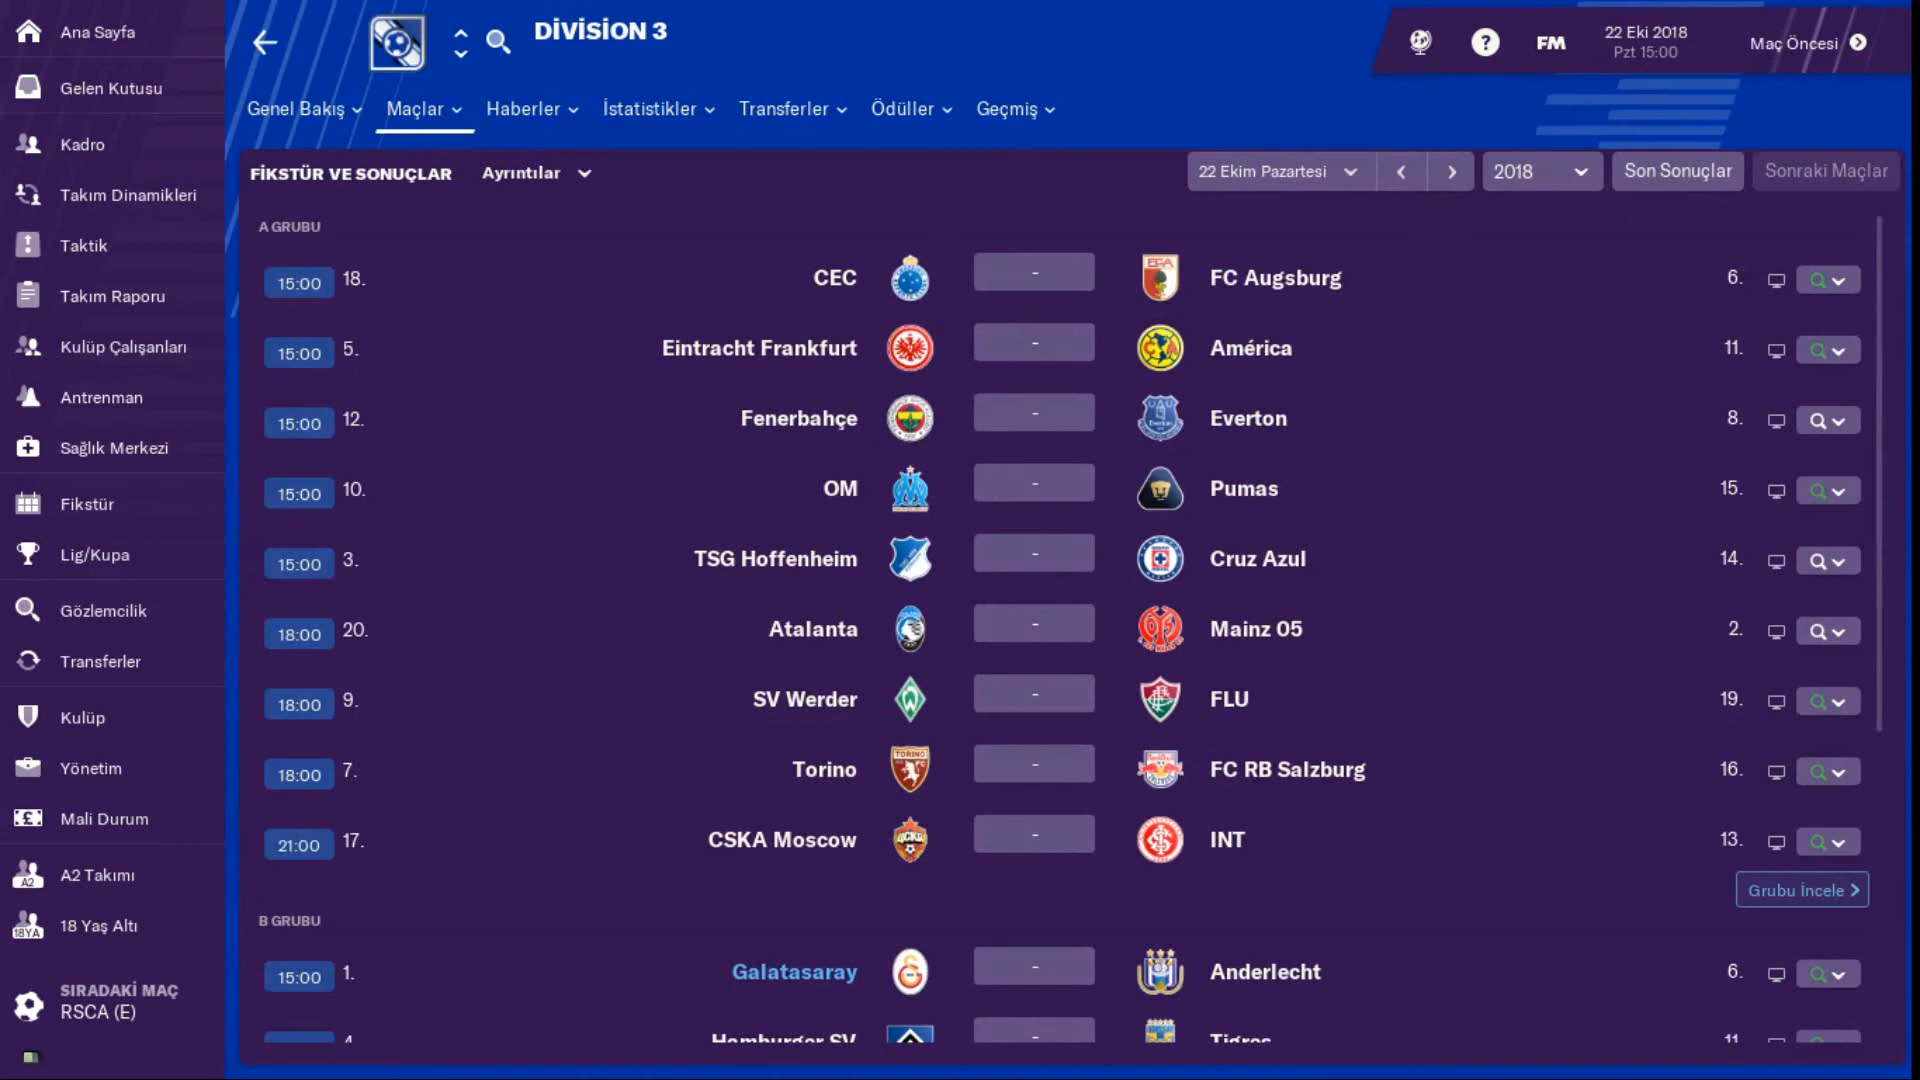 Ana Sayfa
Gelen Kutusu
Kadro
Takım Dinamikleri
Taktik
Takım Raporu
Kulüp Çalışanları
Antrenman
Sağlık Merkezi
Fikstür
Lig/Kupa
Gözlemcilik
Transferler
Kulüp
Yönetim
Mali Durum
A2 Takımı
18 Yaş Altı
SIRADAKİ MAÇ
RSCA (E)
DİVİSİON 3
FM
22 Eki 2018
Pzt 15:00
Maç Öncesi
Genel Bakış Maçlar Haberler İstatistikler Transferler Ödüller Geçmiş
FİKSTÜR VE SONUÇLAR Ayrıntılar 22 Ekim Pazartesi 2018 Son Sonuçlar Sonraki Maçlar
A GRUBU
15:00 18. CEC - FC Augsburg 6.
15:00 5. Eintracht Frankfurt - América 11.
15:00 12. Fenerbahçe - Everton 8.
15:00 10. OM - Pumas 15.
15:00 3. TSG Hoffenheim - Cruz Azul 14.
18:00 20. Atalanta - Mainz 05 2.
18:00 9. SV Werder - FLU 19.
18:00 7. Torino - FC RB Salzburg 16.
21:00 17. CSKA Moscow - INT 13.
Grubu İncele
B GRUBU
15:00 1. Galatasaray - Anderlecht 6.
4. Hamburger SV - Tigres 11.